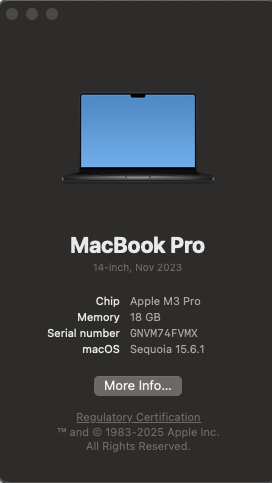 MacBook Pro
14-inch, Nov 2023
Chip Apple M3 Pro
Memory 18 GB
Serial number GNVM74FVMX
macOS Sequoia 15.6.1
More Info...
Regulatory Certification
™ and © 1983-2025 Apple Inc.
All Rights Reserved.